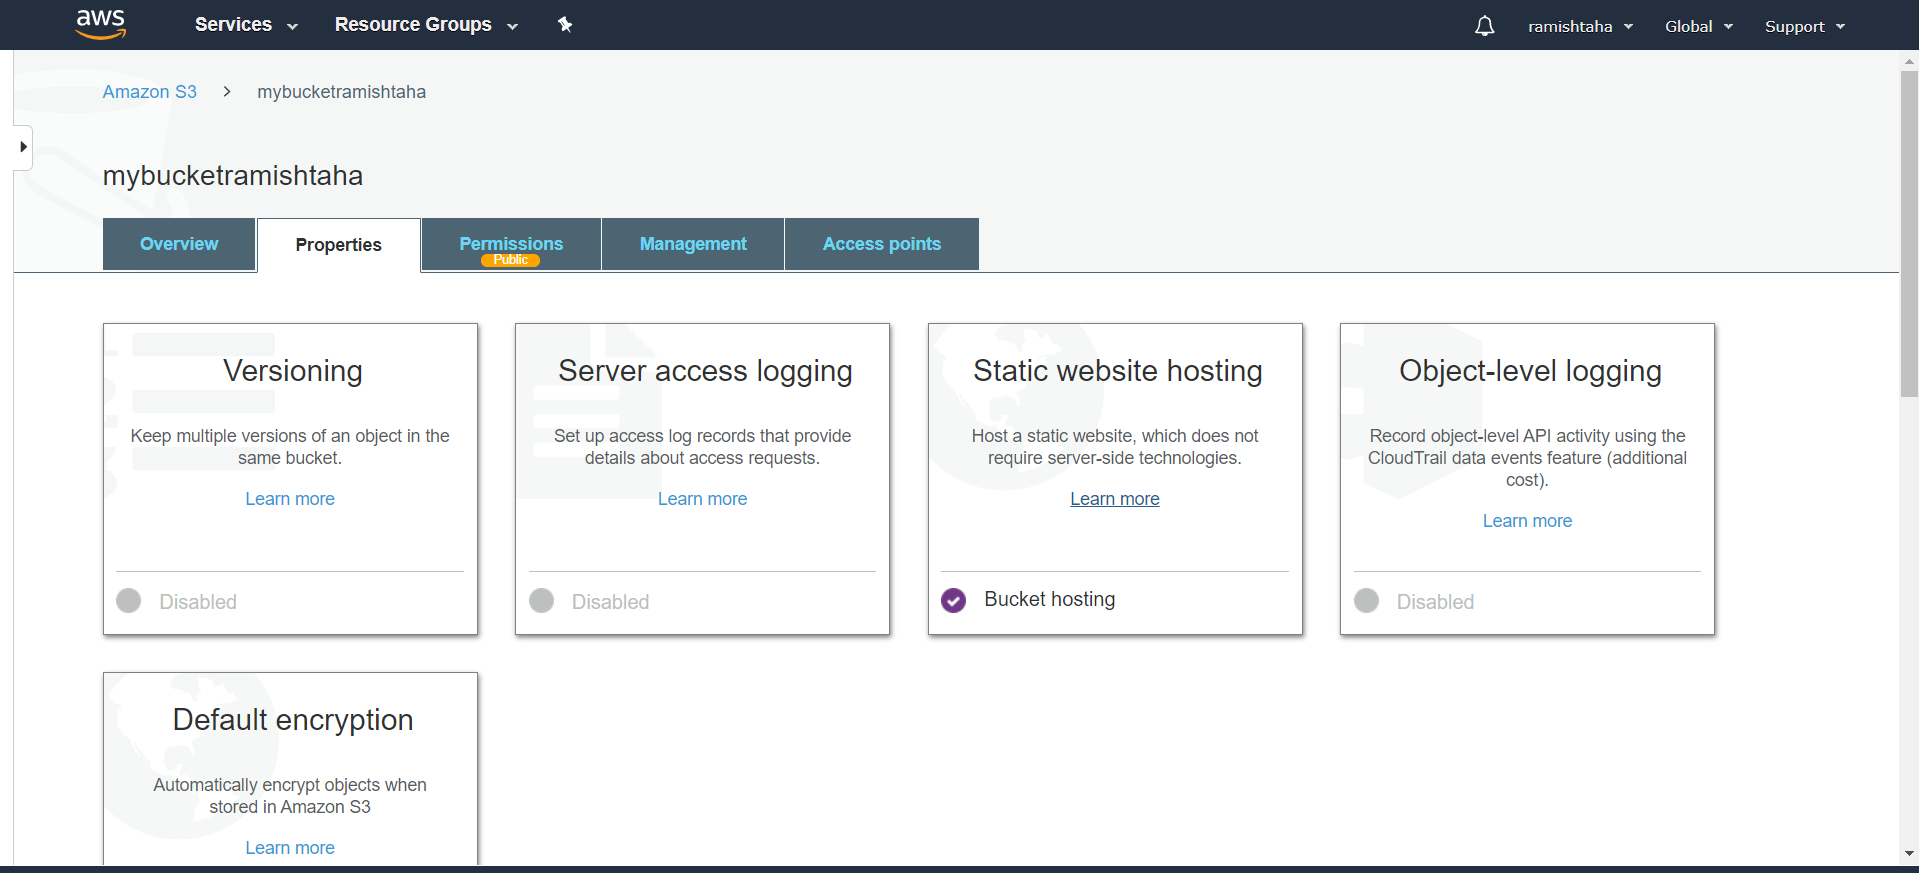 aws Services Resource Groups ramishtaha Global Support
Amazon S3 > mybucketramishtaha
mybucketramishtaha
Overview Properties Permissions Management Access points
Public
Versioning
Keep multiple versions of an object in the
same bucket.
Learn more
Disabled
Server access logging
Set up access log records that provide
details about access requests.
Learn more
Disabled
Static website hosting
Host a static website, which does not
require server-side technologies.
Learn more
Bucket hosting
Object-level logging
Record object-level API activity using the
CloudTrail data events feature (additional
cost).
Learn more
Disabled
Default encryption
Automatically encrypt objects when
stored in Amazon S3
Learn more